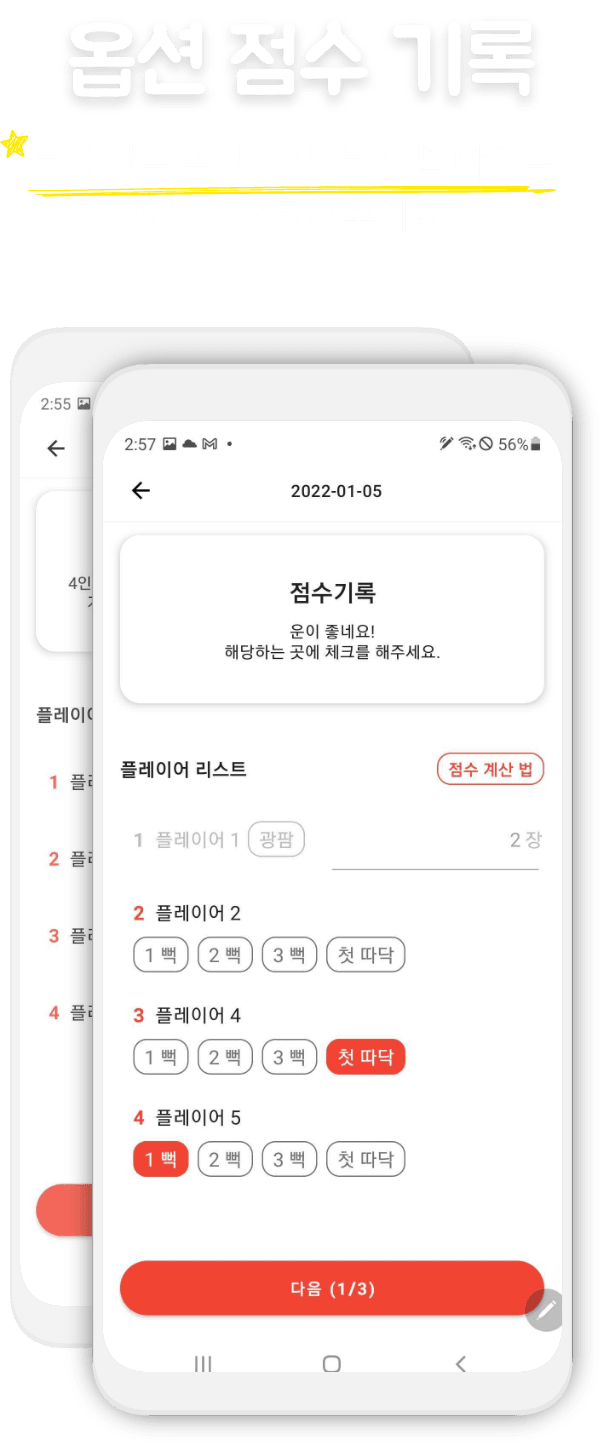 옵션 점수 기록
2:55
4인
플레이어
1 플레
2 플레
3 플레
4 플레
2:57 56%
2022-01-05
점수기록
운이 좋네요!
해당하는 곳에 체크를 해주세요.
플레이어 리스트 점수 계산 법
1 플레이어 1 광팜 2 장
2 플레이어 2
1 뻑 2 뻑 3 뻑 첫 따닥
3 플레이어 4
1 뻑 2 뻑 3 뻑 첫 따닥
4 플레이어 5
1 뻑 2 뻑 3 뻑 첫 따닥
다음 (1/3)